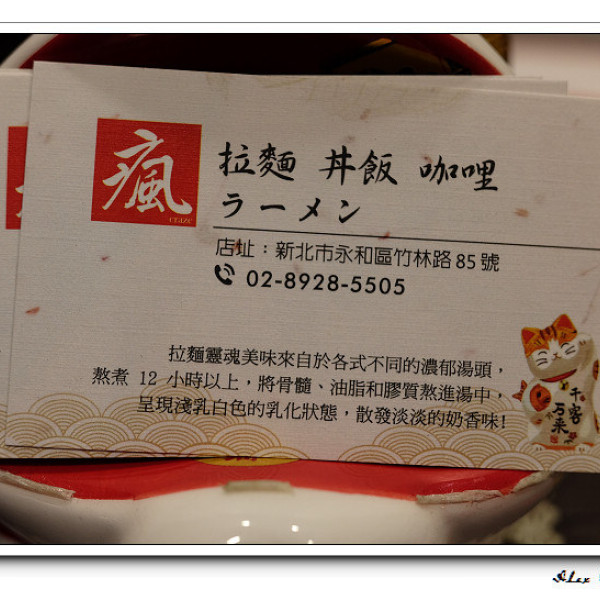 瘋
craze
拉麵 丼飯 咖哩
ラーメン
店址：新北市永和區竹林路85號
02-8928-5505
拉麵靈魂美味來自於各式不同的濃郁湯頭，
熬煮 12 小時以上，將骨髓、油脂和膠質熬進湯中，
呈現淺乳白色的乳化狀態，散發淡淡的奶香味!
千客
万来
Alex